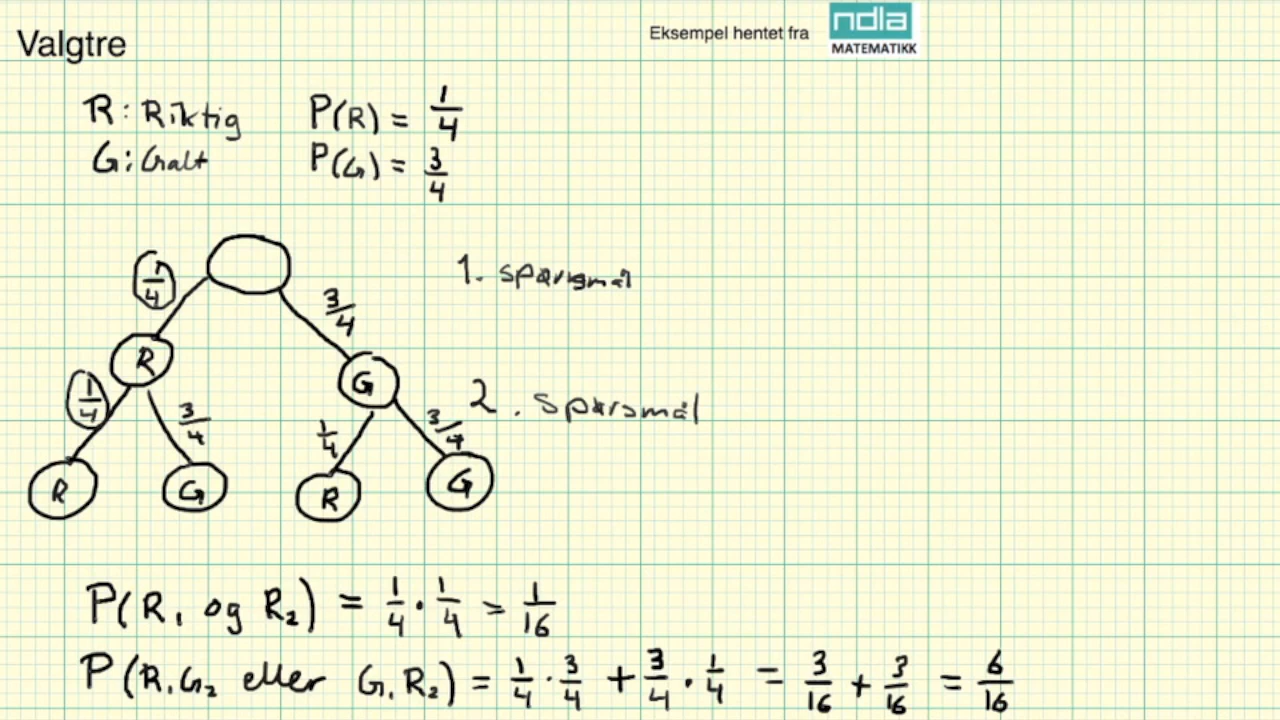 Valgtre
Eksempel hentet fra
ndla
MATEMATIKK
R: Riktig P(R) = 1/4
G: Galt P(G) = 3/4
1/4
3/4
1. spørsmål
R
G
1/4
3/4
1/4
3/4
2. spørsmål
R
G
R
G
P(R₁ og R₂) = 1/4 · 1/4 = 1/16
P(R₁G₂ eller G₁R₂) = 1/4 · 3/4 + 3/4 · 1/4 = 3/16 + 3/16 = 6/16